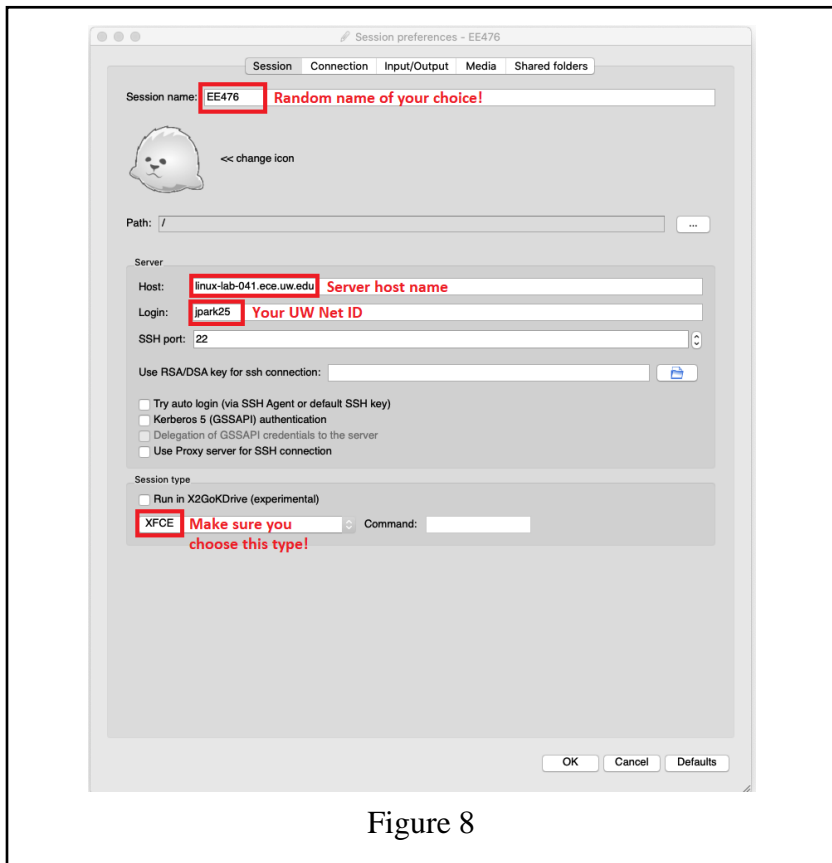 Session preferences - EE476
Session Connection Input/Output Media Shared folders
Session name: EE476 Random name of your choice!
<< change icon
Path: / ...
Server
Host: linux-lab-041.ece.uw.edu Server host name
Login: jpark25 Your UW Net ID
SSH port: 22
Use RSA/DSA key for ssh connection:
Try auto login (via SSH Agent or default SSH key)
Kerberos 5 (GSSAPI) authentication
Delegation of GSSAPI credentials to the server
Use Proxy server for SSH connection
Session type
Run in X2GoKDrive (experimental)
XFCE Make sure you Command:
choose this type!
OK Cancel Defaults
Figure 8